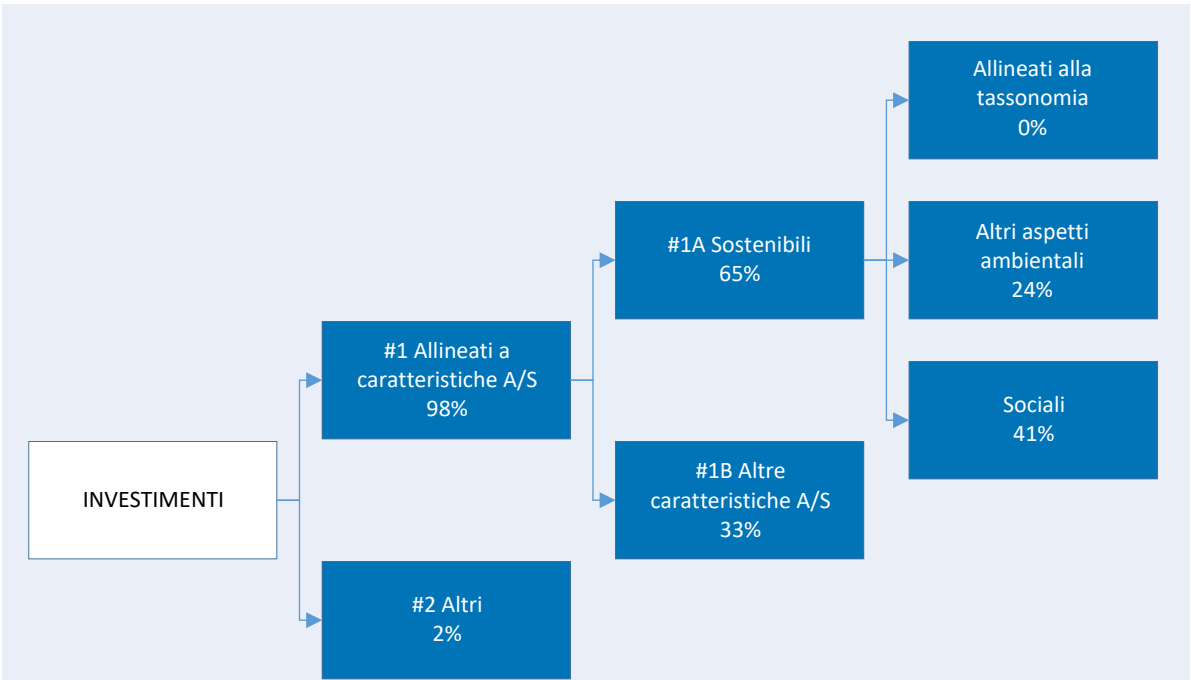 INVESTIMENTI
#1 Allineati a
caratteristiche A/S
98%
#2 Altri
2%
#1A Sostenibili
65%
#1B Altre
caratteristiche A/S
33%
Allineati alla
tassonomia
0%
Altri aspetti
ambientali
24%
Sociali
41%